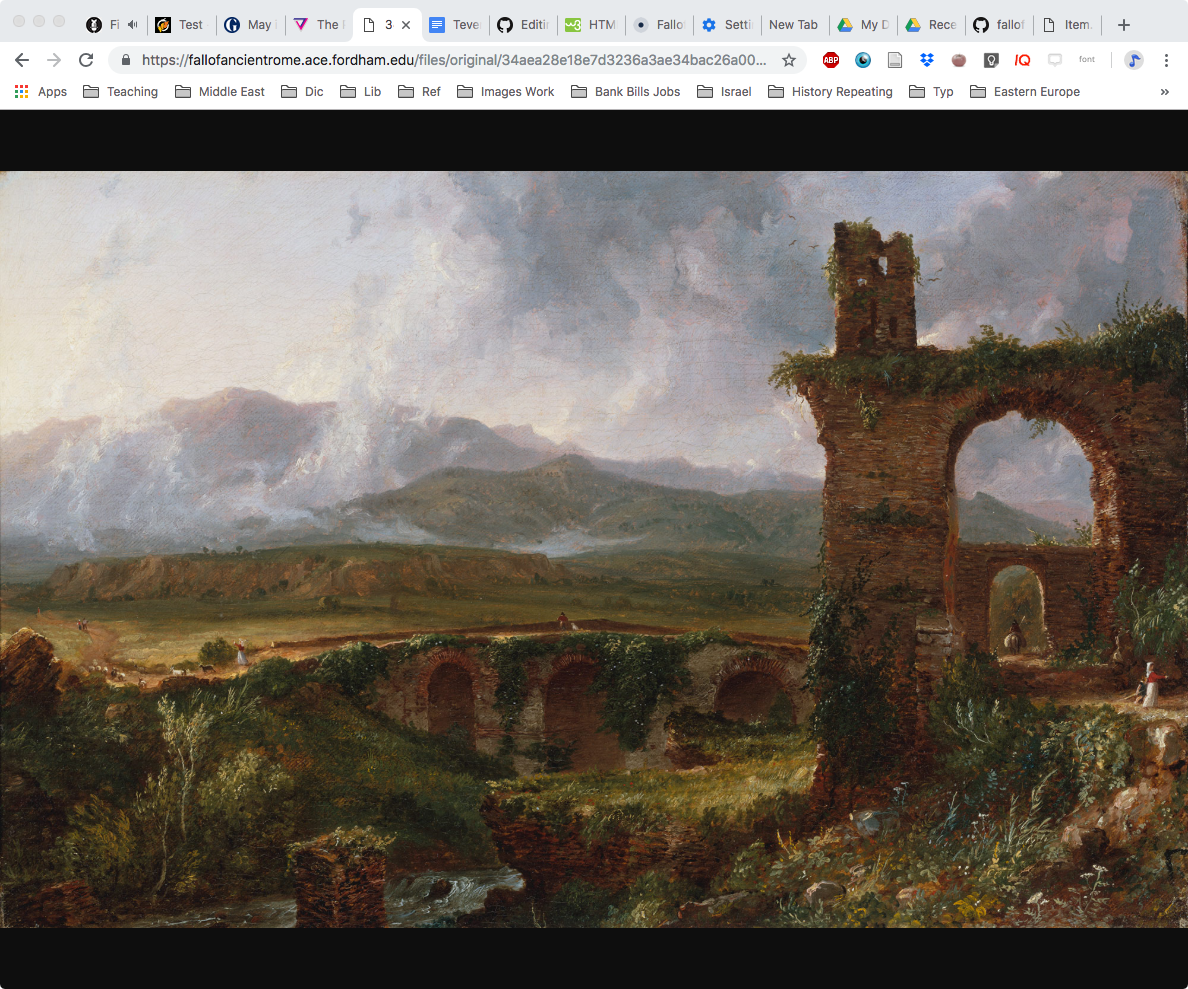 Fi Test May The 3 Teve Editi HTM Fallo Setti New Tab My D Rece fallof Item.
https://fallofancientrome.ace.fordham.edu/files/original/34aea28e18e7d3236a3ae34bac26a00... ABP IQ font
Apps Teaching Middle East Dic Lib Ref Images Work Bank Bills Jobs Israel History Repeating Typ Eastern Europe »